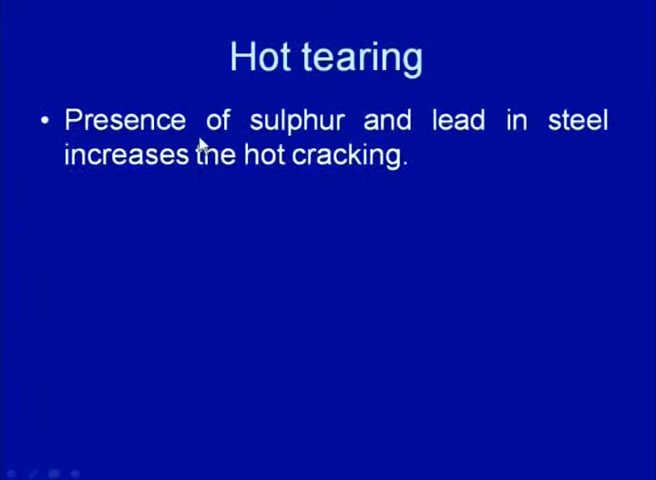 Hot tearing
• Presence of sulphur and lead in steel
increases the hot cracking.